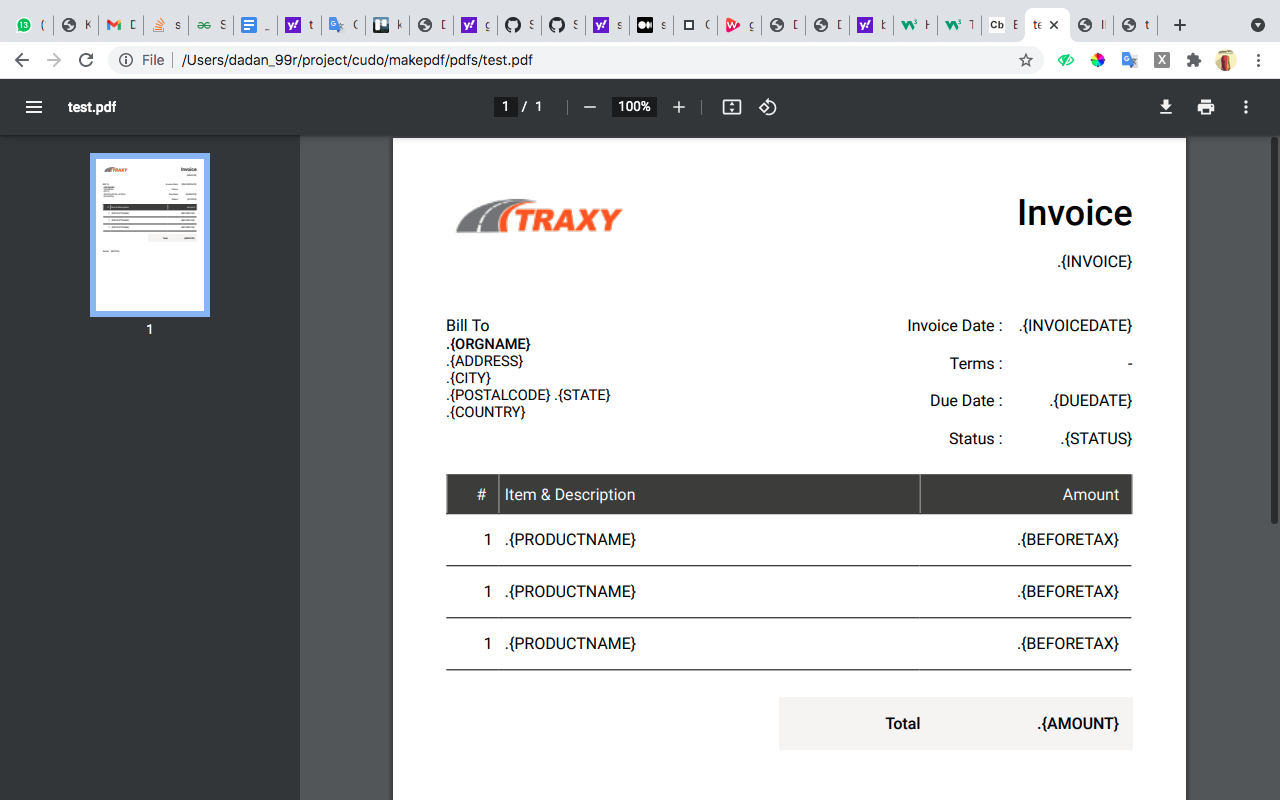 File /Users/dadan_99r/project/cudo/makepdf/pdfs/test.pdf
test.pdf
1 / 1
100%
1
TRAXY
Invoice
.{INVOICE}
Bill To
.{ORGNAME}
.{ADDRESS}
.{CITY}
.{POSTALCODE} .{STATE}
.{COUNTRY}
Invoice Date : .{INVOICEDATE}
Terms : -
Due Date : .{DUEDATE}
Status : .{STATUS}
# Item & Description Amount
1 .{PRODUCTNAME} .{BEFORETAX}
1 .{PRODUCTNAME} .{BEFORETAX}
1 .{PRODUCTNAME} .{BEFORETAX}
Total .{AMOUNT}